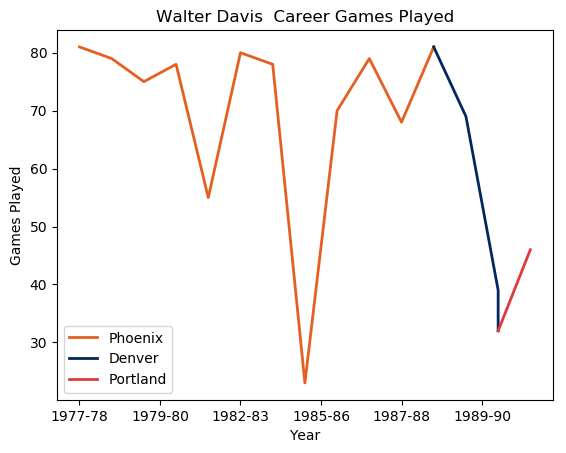 Walter Davis  Career Games Played
Games Played
80
70
60
50
40
30
Phoenix
Denver
Portland
1977-78 1979-80 1982-83 1985-86 1987-88 1989-90
Year